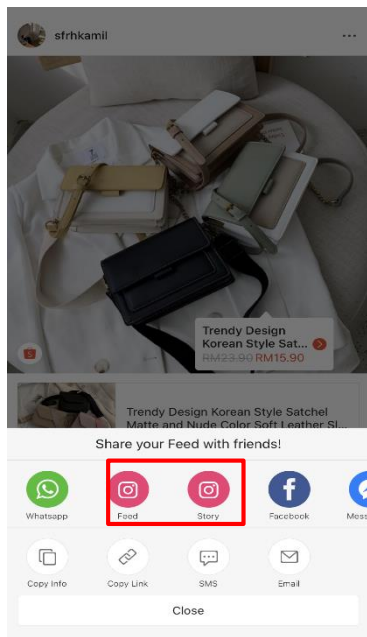 sfrhkamil
Trendy Design
Korean Style Sat...
RM23.90 RM15.90
Trendy Design Korean Style Satchel
Matte and Nude Color Soft Leather Sl...
Share your Feed with friends!
Whatsapp Feed Story Facebook Mess
Copy Info Copy Link SMS Email
Close